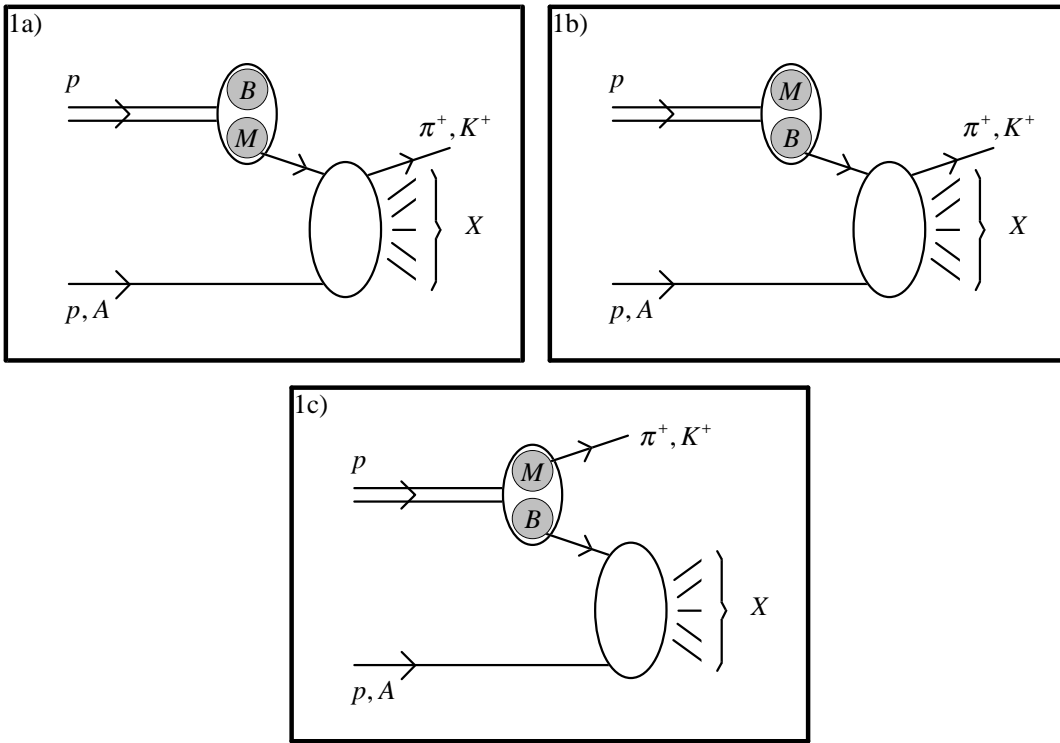 1a)
p
B
M
π⁺, K⁺
X
p, A
1b)
p
M
B
π⁺, K⁺
X
p, A
1c)
p
M
B
π⁺, K⁺
X
p, A